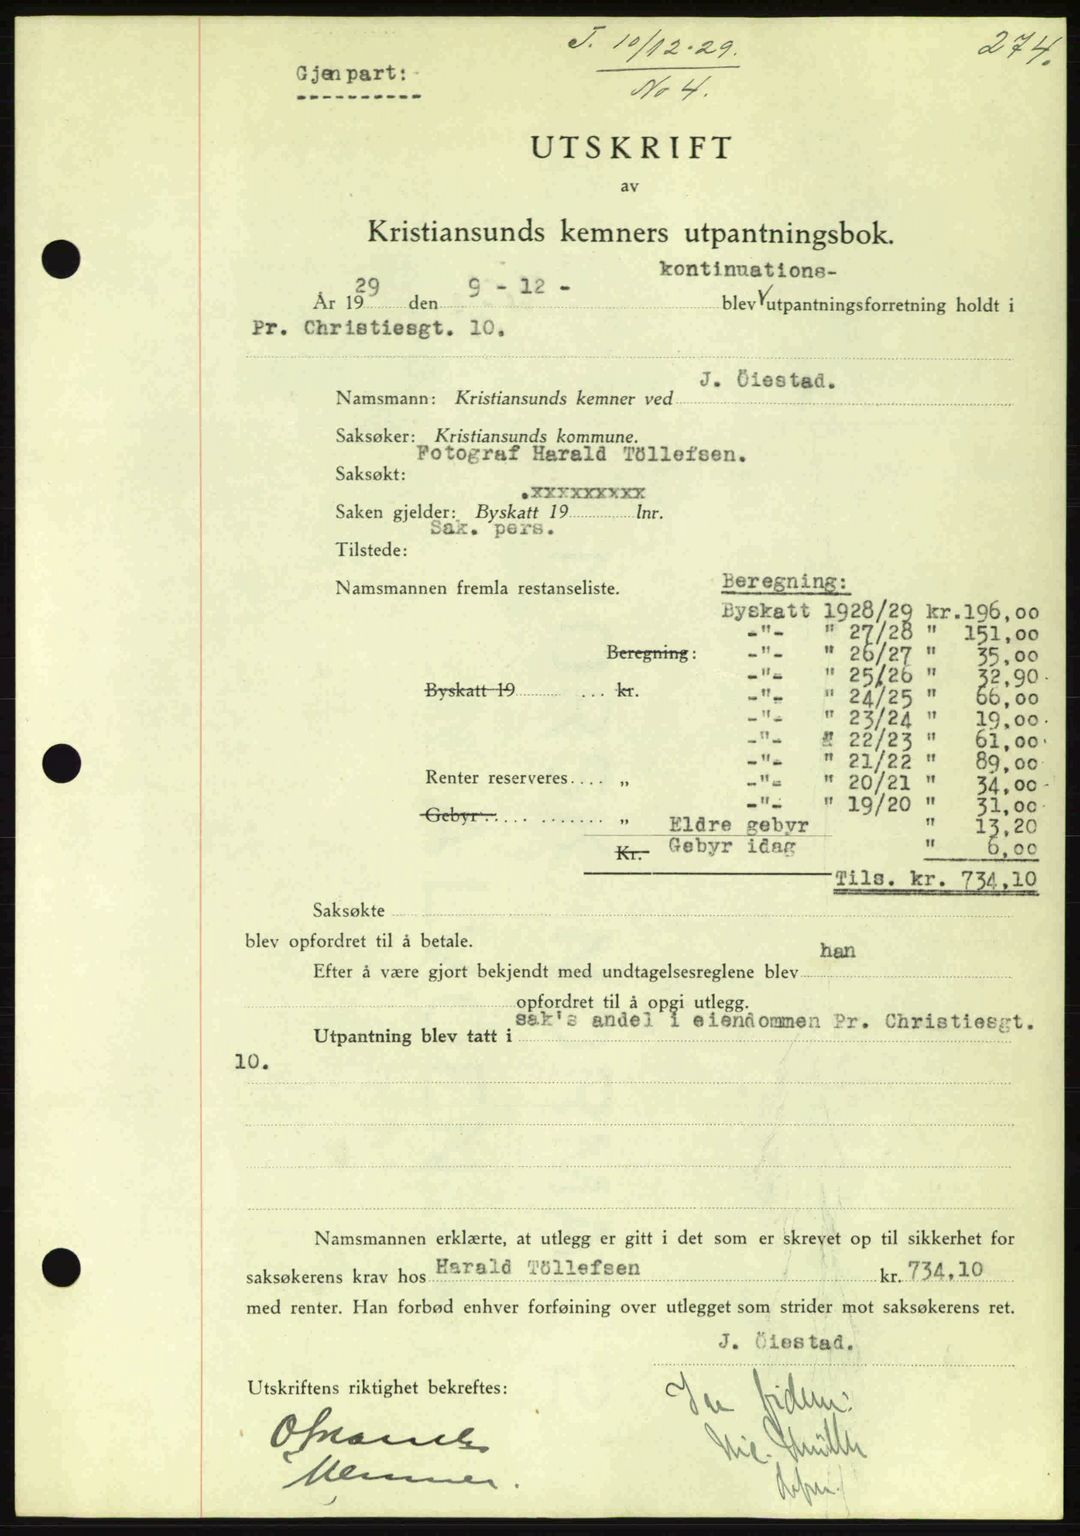 J. 10/12-29.
No 4.
274.
Gjenpart:
UTSKRIFT
av
Kristiansunds kemners utpantningsbok.
kontinuations-
År 1929 den 9 - 12 - blev utpantningsforretning holdt i
Pr. Christiesgt. 10.
Namsmann: Kristiansunds kemner ved J. Öiestad.
Saksøker: Kristiansunds kommune.
Fotograf Harald Töllefsen.
Saksøkt:
.xxxxxxxxx
Saken gjelder: Byskatt 19 lnr.
Sak. pers.
Tilstede:
Namsmannen fremla restanseliste.
Beregning:
Byskatt 1928/29 kr.196,00
-"- " 27/28 " 151,00
Beregning: -"- " 26/27 " 35,00
-"- " 25/26 " 32,90
Byskatt 19 ... kr. -"- " 24/25 " 66,00
-"- " 23/24 " 19,00
-"- " 22/23 " 61,00
-"- " 21/22 " 89,00
Renter reserveres.... „ -"- " 20/21 " 34,00
-"- " 19/20 " 31,00
Gebyr ..... ........ „ Eldre gebyr " 13,20
Kr. Gebyr idag " 6,00
Tils. kr. 734,10
Saksøkte
blev opfordret til å betale.
Efter å være gjort bekjendt med undtagelsesreglene blev han
opfordret til å opgi utlegg.
Utpantning blev tatt i sak's andel i eiendommen Pr. Christiesgt.
10.
Namsmannen erklærte, at utlegg er gitt i det som er skrevet op til sikkerhet for
saksøkerens krav hos Harald Töllefsen kr. 734,10
med renter. Han forbød enhver forføining over utlegget som strider mot saksøkerens ret.
J. Öiestad.
Utskriftens riktighet bekreftes: